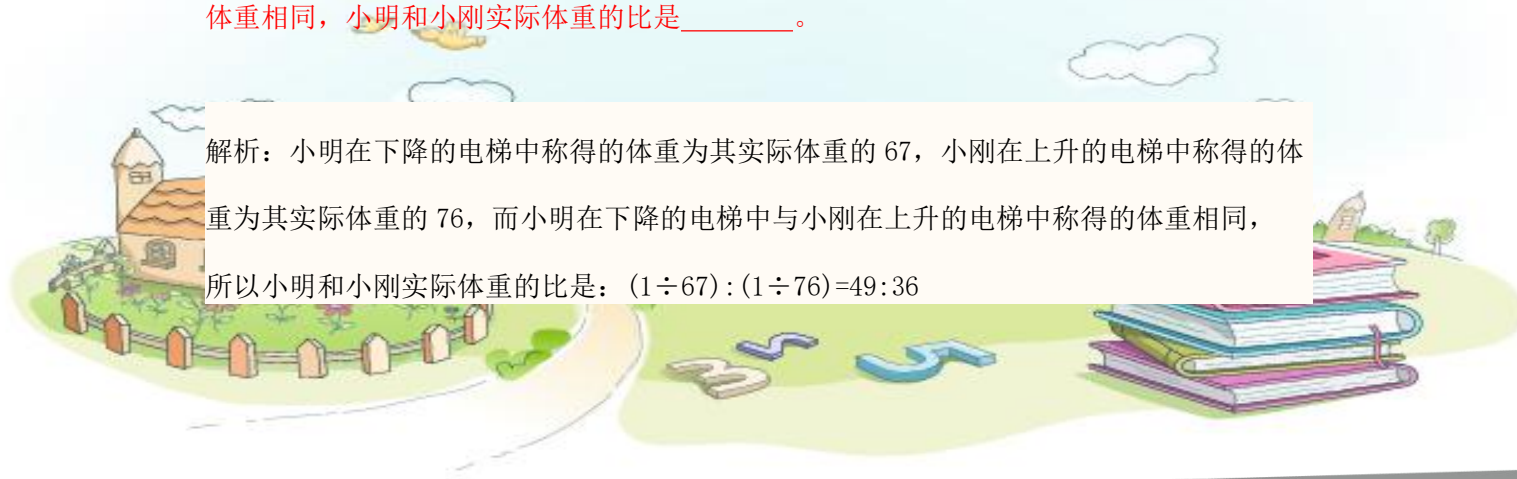 体重相同，小明和小刚实际体重的比是________。
解析：小明在下降的电梯中称得的体重为其实际体重的 67，小刚在上升的电梯中称得的体
重为其实际体重的 76，而小明在下降的电梯中与小刚在上升的电梯中称得的体重相同，
所以小明和小刚实际体重的比是：(1÷67):(1÷76)=49:36
3 5 5